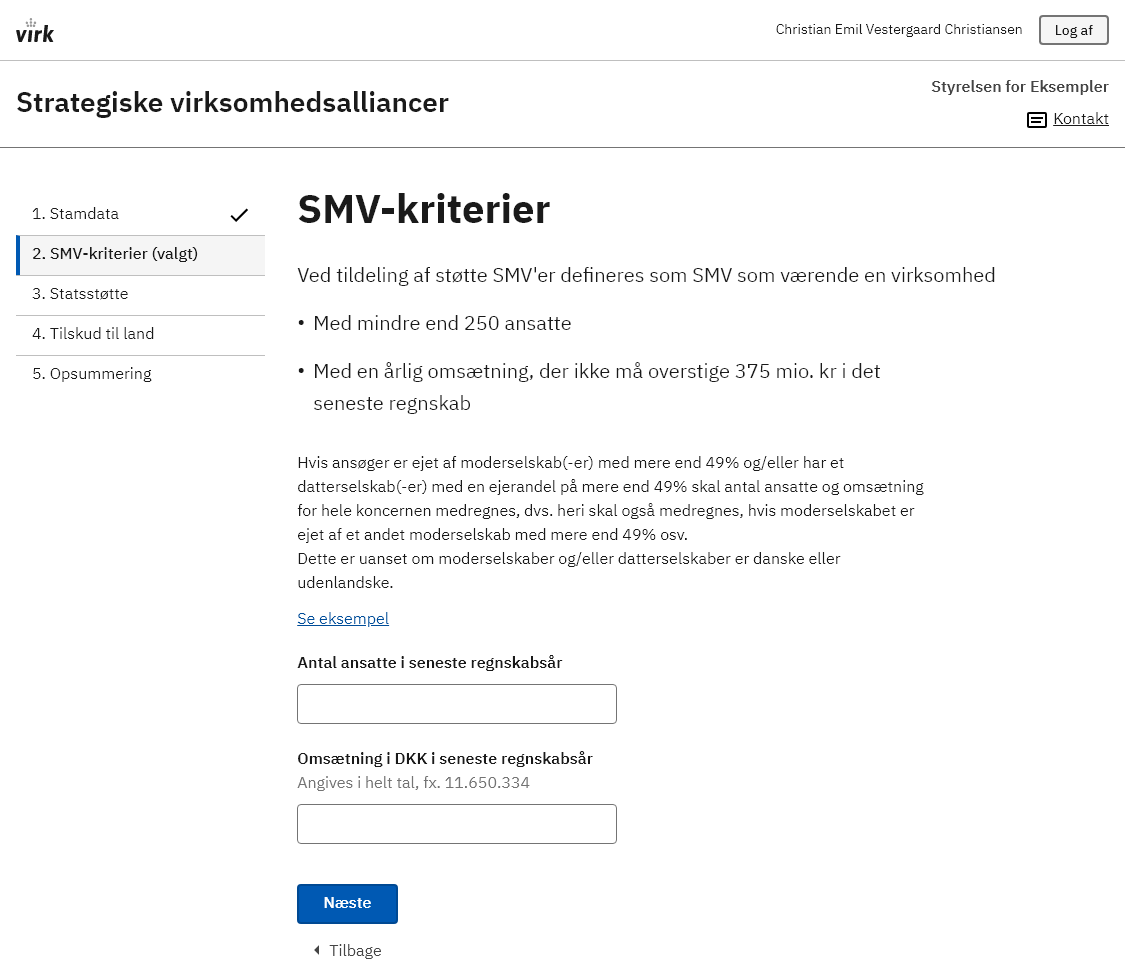 virk
Christian Emil Vestergaard Christiansen
Log af
Strategiske virksomhedsalliancer
Styrelsen for Eksempler
Kontakt
1. Stamdata
2. SMV-kriterier (valgt)
3. Statsstøtte
4. Tilskud til land
5. Opsummering
SMV-kriterier
Ved tildeling af støtte SMV'er defineres som SMV som værende en virksomhed
• Med mindre end 250 ansatte
• Med en årlig omsætning, der ikke må overstige 375 mio. kr i det
seneste regnskab
Hvis ansøger er ejet af moderselskab(-er) med mere end 49% og/eller har et
datterselskab(-er) med en ejerandel på mere end 49% skal antal ansatte og omsætning
for hele koncernen medregnes, dvs. heri skal også medregnes, hvis moderselskabet er
ejet af et andet moderselskab med mere end 49% osv.
Dette er uanset om moderselskaber og/eller datterselskaber er danske eller
udenlandske.
Se eksempel
Antal ansatte i seneste regnskabsår
Omsætning i DKK i seneste regnskabsår
Angives i helt tal, fx. 11.650.334
Næste
Tilbage